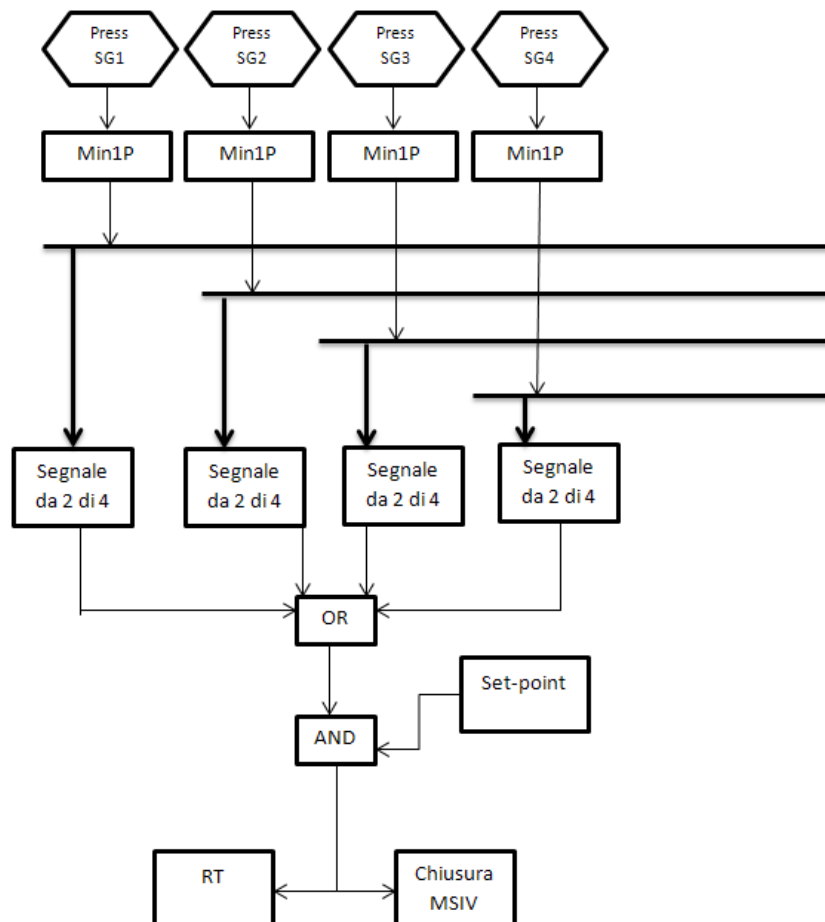 Press
SG1
Press
SG2
Press
SG3
Press
SG4
Min1P
Min1P
Min1P
Min1P
Segnale
da 2 di 4
Segnale
da 2 di 4
Segnale
da 2 di 4
Segnale
da 2 di 4
OR
Set-point
AND
RT
Chiusura
MSIV